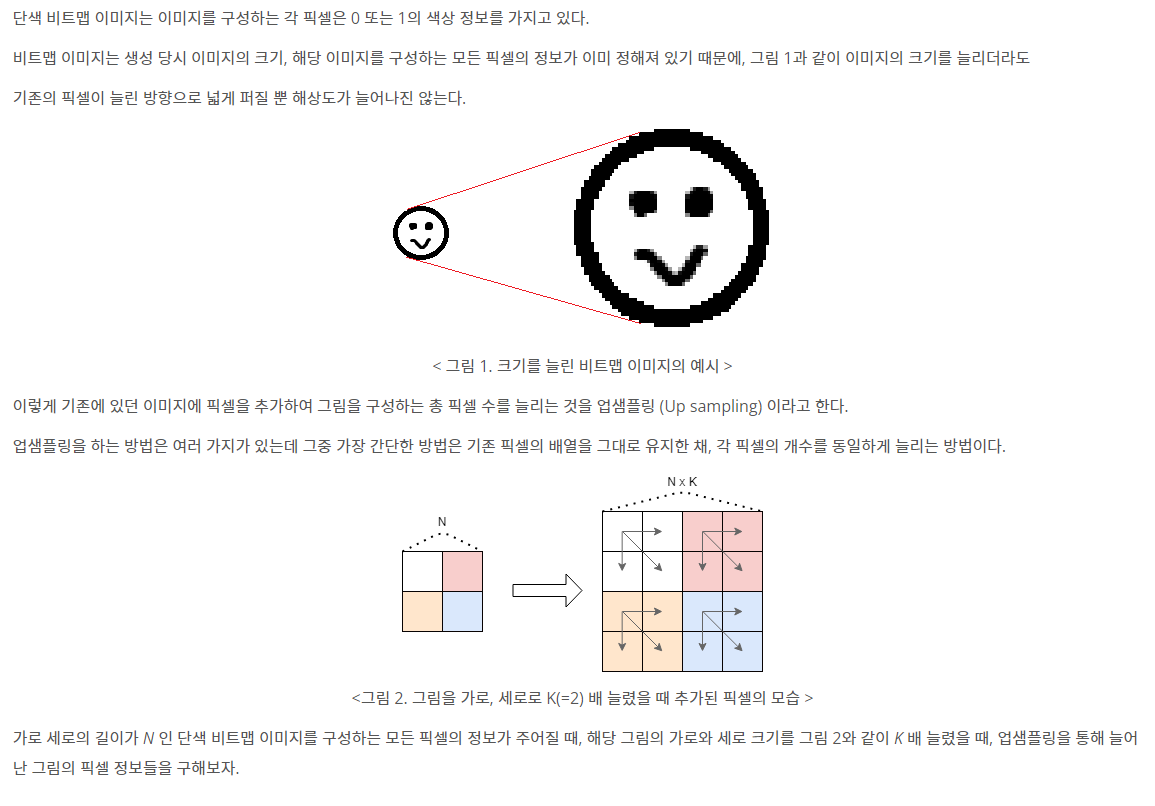 단색 비트맵 이미지는 이미지를 구성하는 각 픽셀은 0 또는 1의 색상 정보를 가지고 있다.
비트맵 이미지는 생성 당시 이미지의 크기, 해당 이미지를 구성하는 모든 픽셀의 정보가 이미 정해져 있기 때문에, 그림 1과 같이 이미지의 크기를 늘리더라도
기존의 픽셀이 늘린 방향으로 넓게 퍼질 뿐 해상도가 늘어나진 않는다.
< 그림 1. 크기를 늘린 비트맵 이미지의 예시 >
이렇게 기존에 있던 이미지에 픽셀을 추가하여 그림을 구성하는 총 픽셀 수를 늘리는 것을 업샘플링 (Up sampling) 이라고 한다.
업샘플링을 하는 방법은 여러 가지가 있는데 그중 가장 간단한 방법은 기존 픽셀의 배열을 그대로 유지한 채, 각 픽셀의 개수를 동일하게 늘리는 방법이다.
N x K
N
<그림 2. 그림을 가로, 세로로 K(=2) 배 늘렸을 때 추가된 픽셀의 모습 >
가로 세로의 길이가 N 인 단색 비트맵 이미지를 구성하는 모든 픽셀의 정보가 주어질 때, 해당 그림의 가로와 세로 크기를 그림 2와 같이 K 배 늘렸을 때, 업샘플링을 통해 늘어
난 그림의 픽셀 정보들을 구해보자.